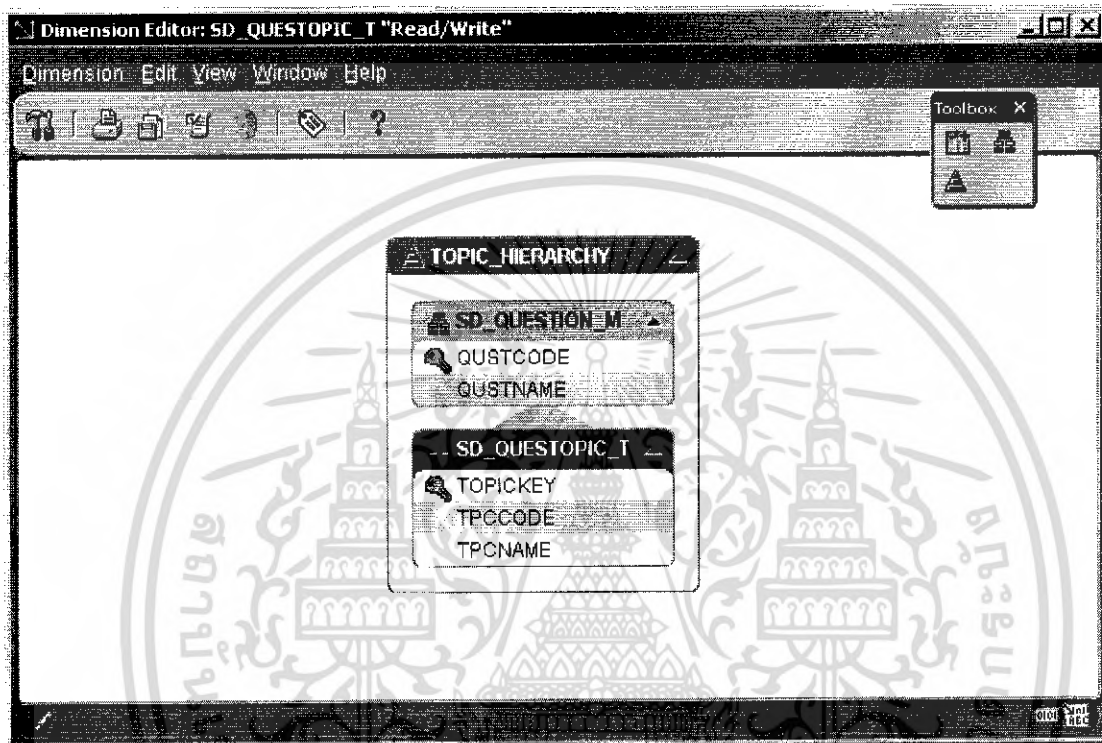 Dimension Editor: SD_QUESTOPIC_T "Read/Write"
Dimension Edit View Window Help
Toolbox
TOPIC_HIERARCHY
SD_QUESTION_M
QUSTCODE
QUSTNAME
SD_QUESTOPIC_T
TOPICKEY
TPCCODE
TPCNAME